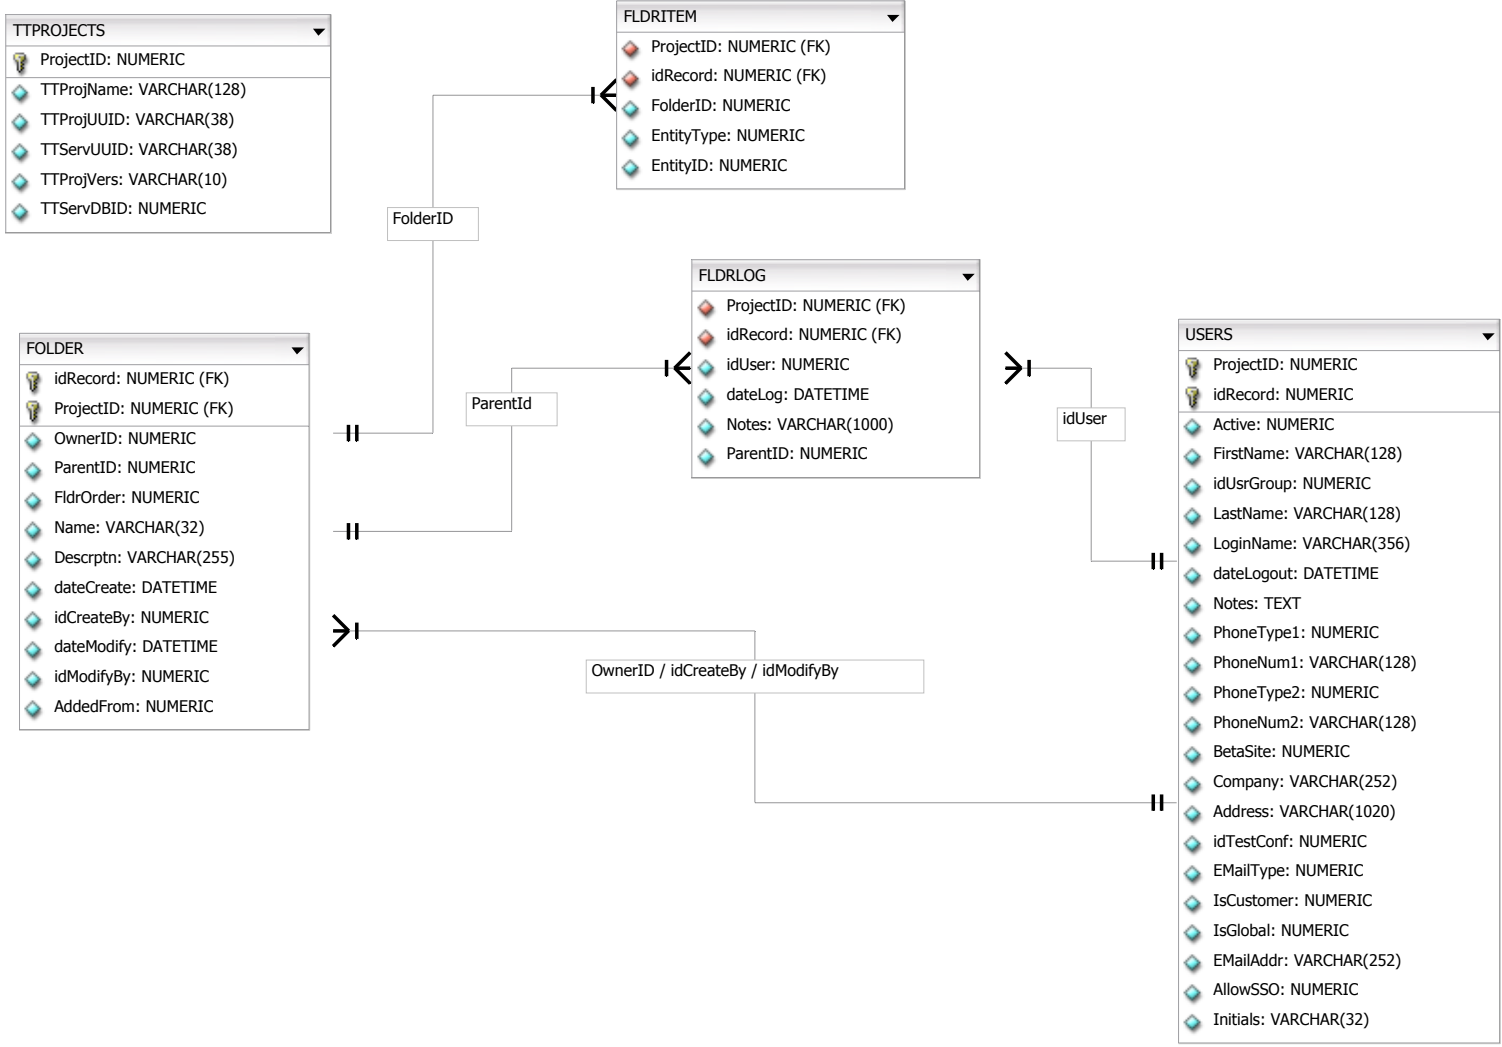 TTPROJECTS
ProjectID: NUMERIC
TTProjName: VARCHAR(128)
TTProjUUID: VARCHAR(38)
TTServUUID: VARCHAR(38)
TTProjVers: VARCHAR(10)
TTServDBID: NUMERIC
FLDRITEM
ProjectID: NUMERIC (FK)
idRecord: NUMERIC (FK)
FolderID: NUMERIC
EntityType: NUMERIC
EntityID: NUMERIC
FolderID
FLDRLOG
ProjectID: NUMERIC (FK)
idRecord: NUMERIC (FK)
idUser: NUMERIC
dateLog: DATETIME
Notes: VARCHAR(1000)
ParentID: NUMERIC
FOLDER
idRecord: NUMERIC (FK)
ProjectID: NUMERIC (FK)
OwnerID: NUMERIC
ParentID: NUMERIC
FldrOrder: NUMERIC
Name: VARCHAR(32)
Descrptn: VARCHAR(255)
dateCreate: DATETIME
idCreateBy: NUMERIC
dateModify: DATETIME
idModifyBy: NUMERIC
AddedFrom: NUMERIC
ParentId
idUser
OwnerID / idCreateBy / idModifyBy
USERS
ProjectID: NUMERIC
idRecord: NUMERIC
Active: NUMERIC
FirstName: VARCHAR(128)
idUsrGroup: NUMERIC
LastName: VARCHAR(128)
LoginName: VARCHAR(356)
dateLogout: DATETIME
Notes: TEXT
PhoneType1: NUMERIC
PhoneNum1: VARCHAR(128)
PhoneType2: NUMERIC
PhoneNum2: VARCHAR(128)
BetaSite: NUMERIC
Company: VARCHAR(252)
Address: VARCHAR(1020)
idTestConf: NUMERIC
EMailType: NUMERIC
IsCustomer: NUMERIC
IsGlobal: NUMERIC
EMailAddr: VARCHAR(252)
AllowSSO: NUMERIC
Initials: VARCHAR(32)